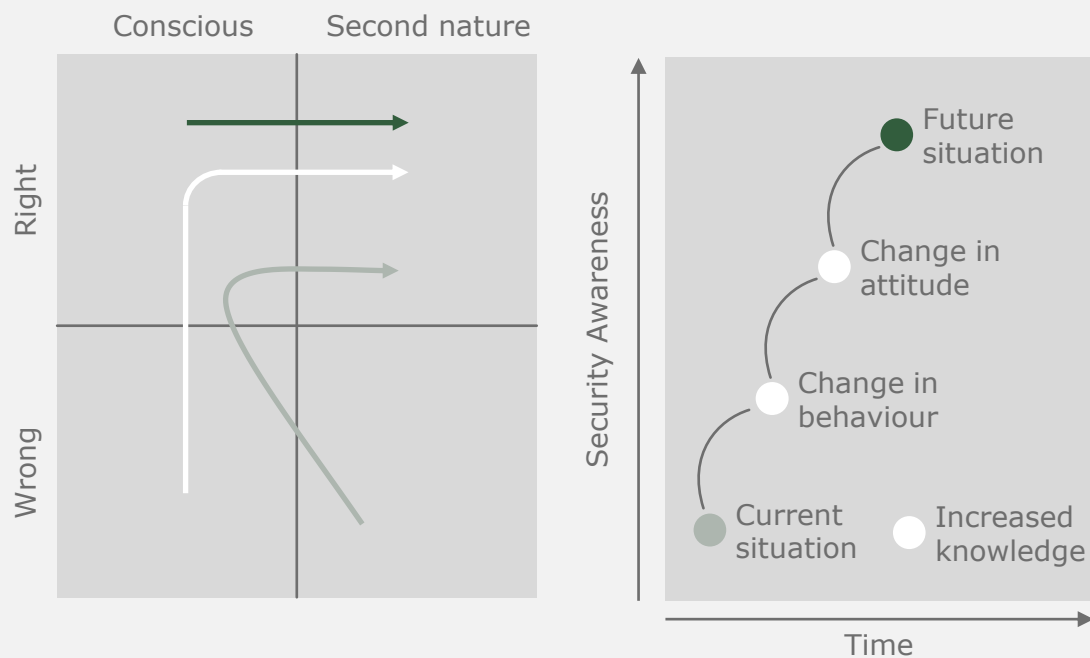 Conscious
Second nature
Right
Wrong
Security Awareness
Future
situation
Change in
attitude
Change in
behaviour
Current
situation
Increased
knowledge
Time